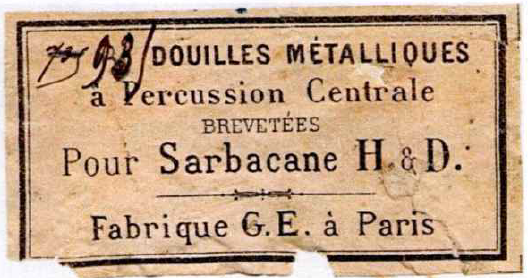 93 DOUILLES MÉTALLIQUES
à Percussion Centrale
BREVETÉES
Pour Sarbacane H. & D.
Fabrique G.E. à Paris